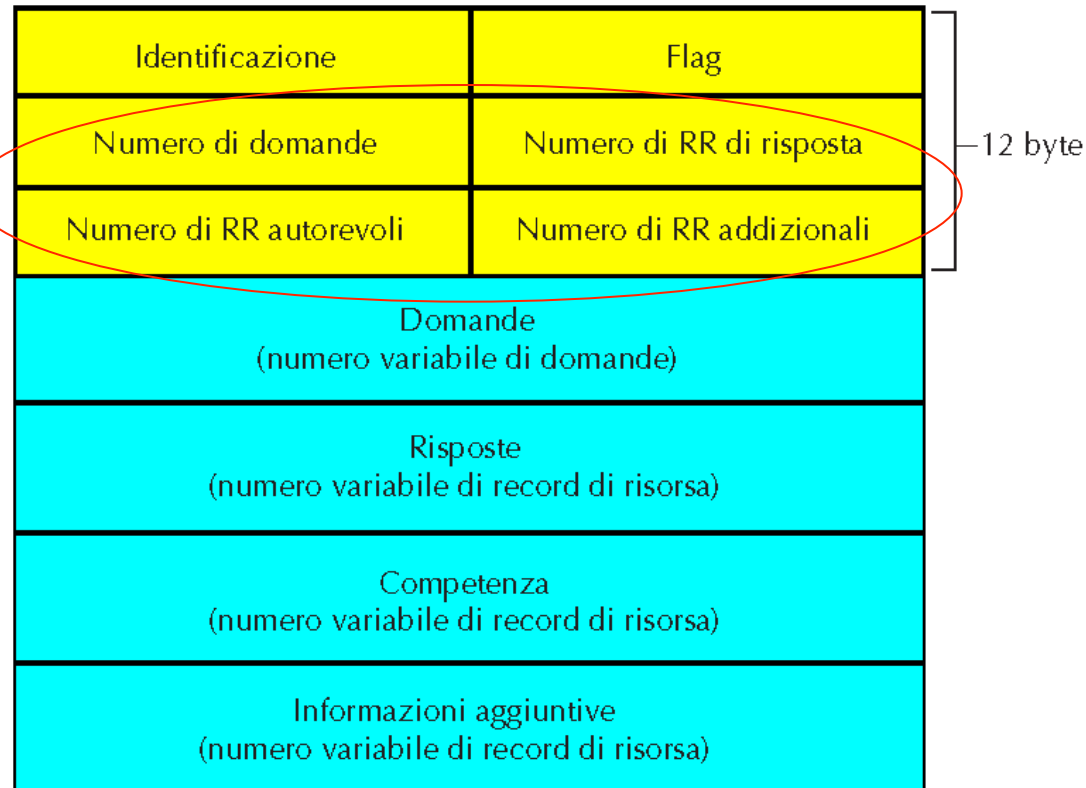 Identificazione
Flag
Numero di domande
Numero di RR di risposta
12 byte
Numero di RR autorevoli
Numero di RR addizionali
Domande
(numero variabile di domande)
Risposte
(numero variabile di record di risorsa)
Competenza
(numero variabile di record di risorsa)
Informazioni aggiuntive
(numero variabile di record di risorsa)